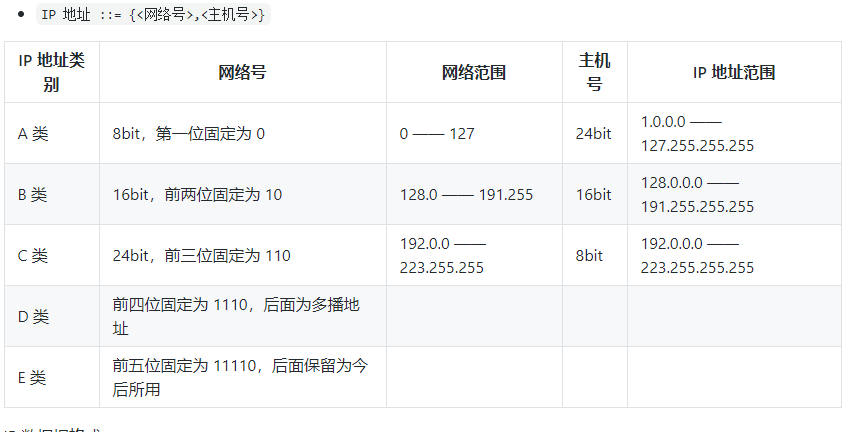 IP 地址 ::= {<网络号>,<主机号>}
IP 地址类
别
网络号
网络范围
主机
号
IP 地址范围
A 类
8bit，第一位固定为 0
0 —— 127
24bit
1.0.0.0 ——
127.255.255.255
B 类
16bit，前两位固定为 10
128.0 —— 191.255
16bit
128.0.0.0 ——
191.255.255.255
C 类
24bit，前三位固定为 110
192.0.0 ——
223.255.255
8bit
192.0.0.0 ——
223.255.255.255
D 类
前四位固定为 1110，后面为多播地
址
E 类
前五位固定为 11110，后面保留为今
后所用